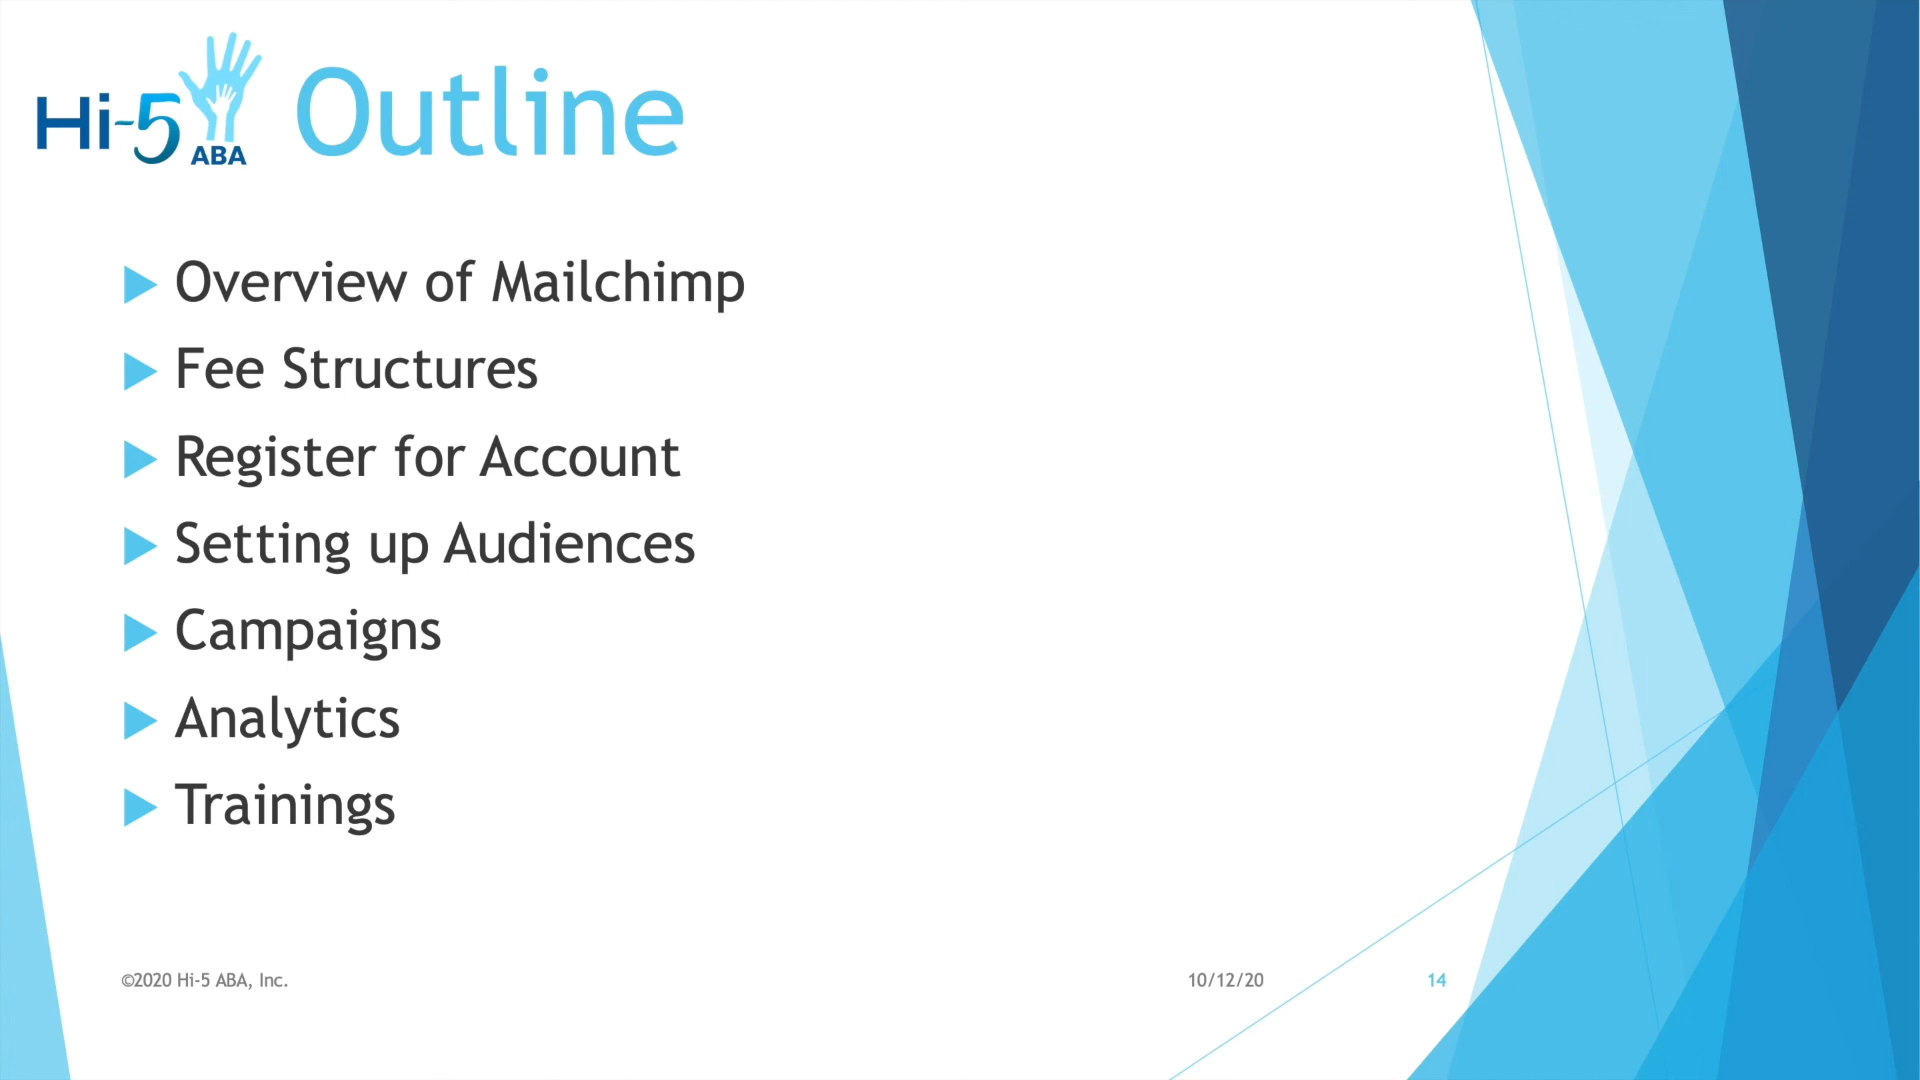 Hi-5 ABA
Outline
Overview of Mailchimp
Fee Structures
Register for Account
Setting up Audiences
Campaigns
Analytics
Trainings
©2020 Hi-5 ABA, Inc.
10/12/20
14